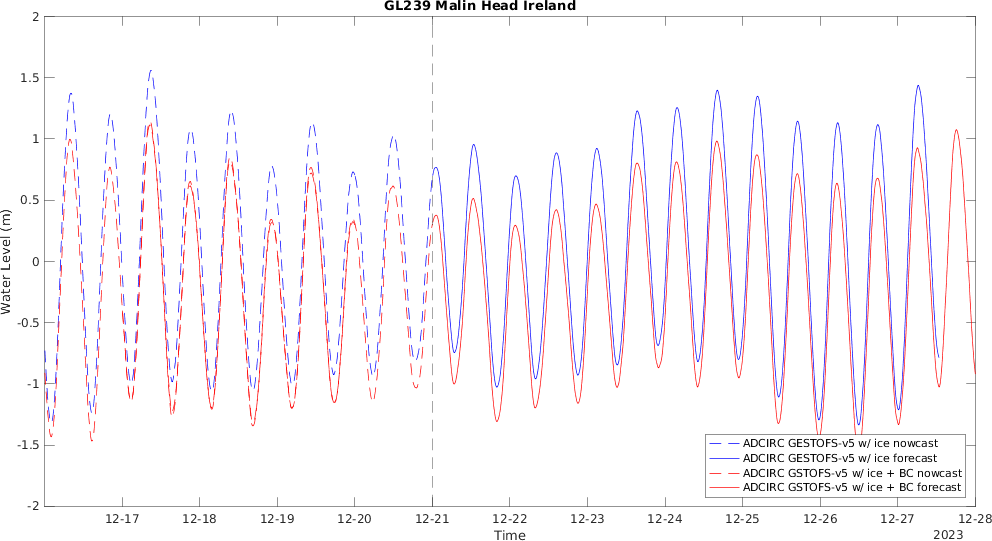 GL239 Malin Head Ireland
2
1.5
1
0.5
0
-0.5
-1
-1.5
-2
Water Level (m)
ADCIRC GESTOFS-v5 w/ ice nowcast
ADCIRC GESTOFS-v5 w/ ice forecast
ADCIRC GSTOFS-v5 w/ ice + BC nowcast
ADCIRC GSTOFS-v5 w/ ice + BC forecast
12-17 12-18 12-19 12-20 12-21 12-22 12-23 12-24 12-25 12-26 12-27 12-28
Time
2023